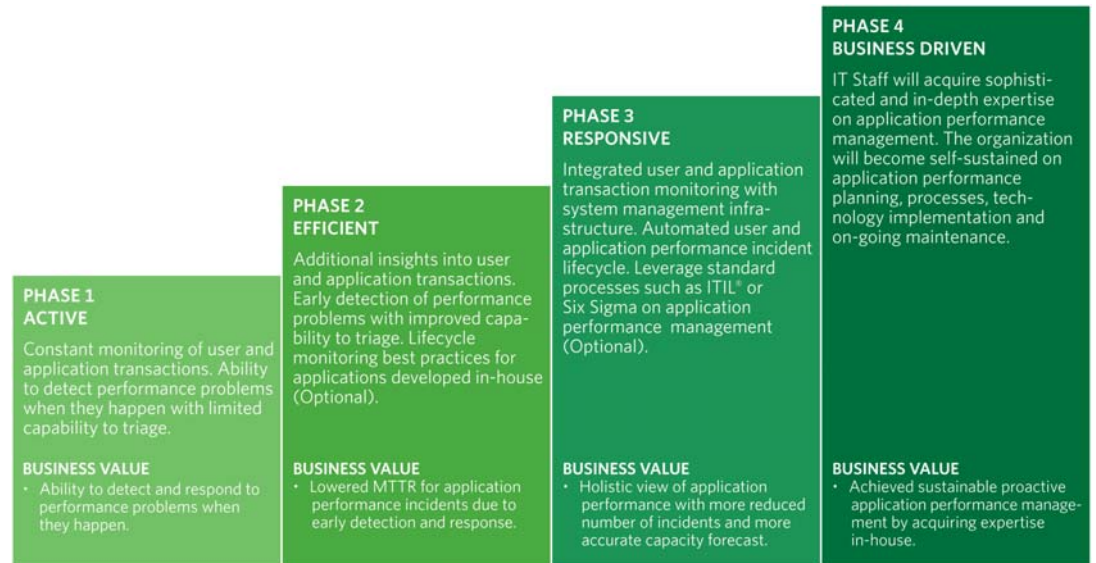 PHASE 1
ACTIVE
Constant monitoring of user and
application transactions. Ability
to detect performance problems
when they happen with limited
capability to triage.
BUSINESS VALUE
• Ability to detect and respond to
performance problems when
they happen.
PHASE 2
EFFICIENT
Additional insights into user
and application transactions.
Early detection of performance
problems with improved capa-
bility to triage. Lifecycle
monitoring best practices for
applications developed in-house
(Optional).
BUSINESS VALUE
• Lowered MTTR for application
performance incidents due to
early detection and response.
PHASE 3
RESPONSIVE
Integrated user and application
transaction monitoring with
system management infra-
structure. Automated user and
application performance incident
lifecycle. Leverage standard
processes such as ITIL® or
Six Sigma on application
performance management
(Optional).
BUSINESS VALUE
• Holistic view of application
performance with more reduced
number of incidents and more
accurate capacity forecast.
PHASE 4
BUSINESS DRIVEN
IT Staff will acquire sophisti-
cated and in-depth expertise
on application performance
management. The organization
will become self-sustained on
application performance
planning, processes, tech-
nology implementation and
on-going maintenance.
BUSINESS VALUE
• Achieved sustainable proactive
application performance manage-
ment by acquiring expertise
in-house.